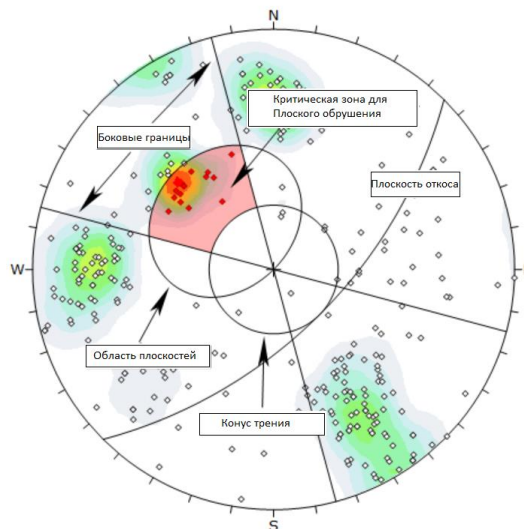 N
Критическая зона для
Плоского обрушения
Боковые границы
Плоскость откоса
W
Область плоскостей
Конус трения
S